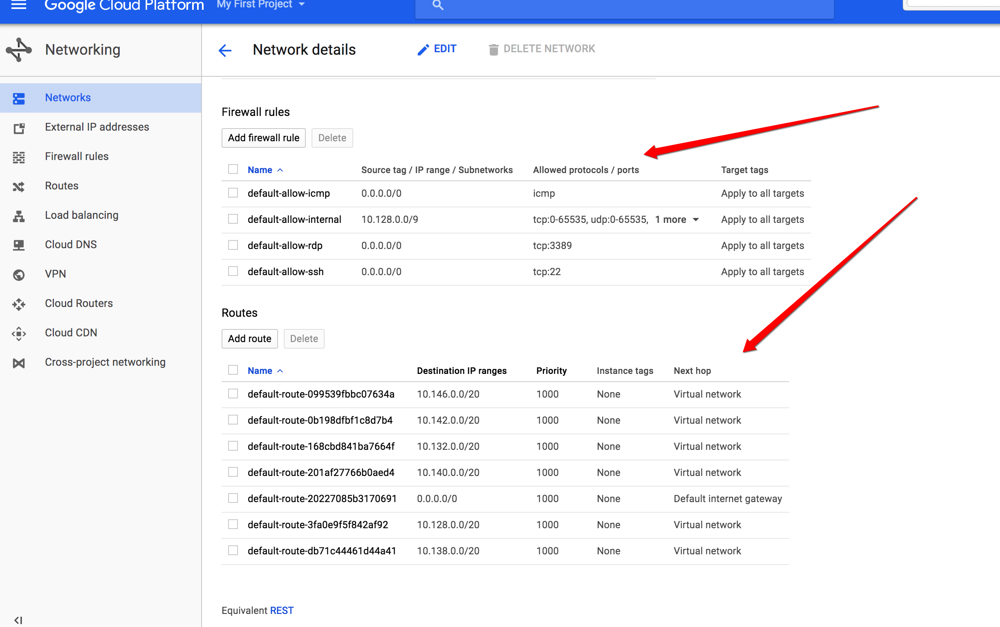 Google Cloud Platform My First Project
Networking
Network details EDIT DELETE NETWORK
Networks
External IP addresses
Firewall rules
Routes
Load balancing
Cloud DNS
VPN
Cloud Routers
Cloud CDN
Cross-project networking
Firewall rules
Add firewall rule Delete
Name Source tag / IP range / Subnetworks Allowed protocols / ports Target tags
default-allow-icmp 0.0.0.0/0 icmp Apply to all targets
default-allow-internal 10.128.0.0/9 tcp:0-65535, udp:0-65535, 1 more Apply to all targets
default-allow-rdp 0.0.0.0/0 tcp:3389 Apply to all targets
default-allow-ssh 0.0.0.0/0 tcp:22 Apply to all targets
Routes
Add route Delete
Name Destination IP ranges Priority Instance tags Next hop
default-route-099539fbbc07634a 10.146.0.0/20 1000 None Virtual network
default-route-0b198dfbf1c8d7b4 10.142.0.0/20 1000 None Virtual network
default-route-168cbd841ba7664f 10.132.0.0/20 1000 None Virtual network
default-route-201af27766b0aed4 10.140.0.0/20 1000 None Virtual network
default-route-20227085b3170691 0.0.0.0/0 1000 None Default internet gateway
default-route-3fa0e9f5f842af92 10.128.0.0/20 1000 None Virtual network
default-route-db71c44461d44a41 10.138.0.0/20 1000 None Virtual network
Equivalent REST